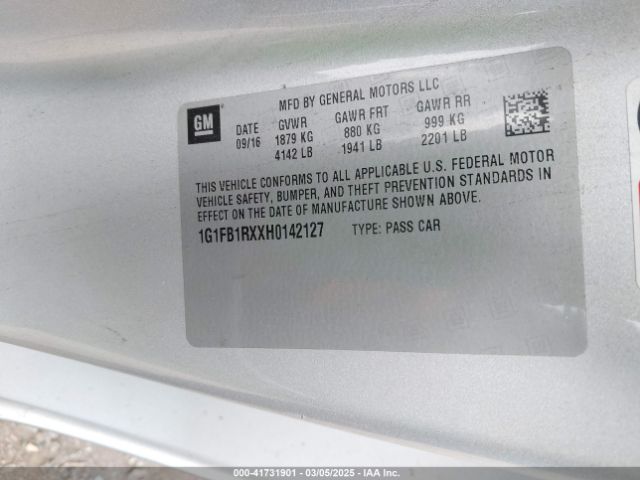 GM
MFD BY GENERAL MOTORS LLC
DATE GVWR GAWR FRT GAWR RR
09/16 1879 KG 880 KG 999 KG
4142 LB 1941 LB 2201 LB
THIS VEHICLE CONFORMS TO ALL APPLICABLE U.S. FEDERAL MOTOR
VEHICLE SAFETY, BUMPER, AND THEFT PREVENTION STANDARDS IN
EFFECT ON THE DATE OF MANUFACTURE SHOWN ABOVE.
1G1FB1RXXH0142127 TYPE: PASS CAR
000-41731901 - 03/05/2025 - IAA Inc.